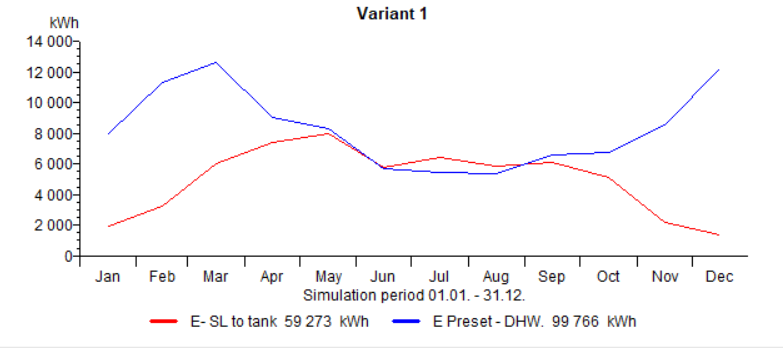 Variant 1
kWh
14 000
12 000
10 000
8 000
6 000
4 000
2 000
0
Jan Feb Mar Apr May Jun Jul Aug Sep Oct Nov Dec
Simulation period 01.01. - 31.12.
E- SL to tank 59 273 kWh E Preset - DHW. 99 766 kWh